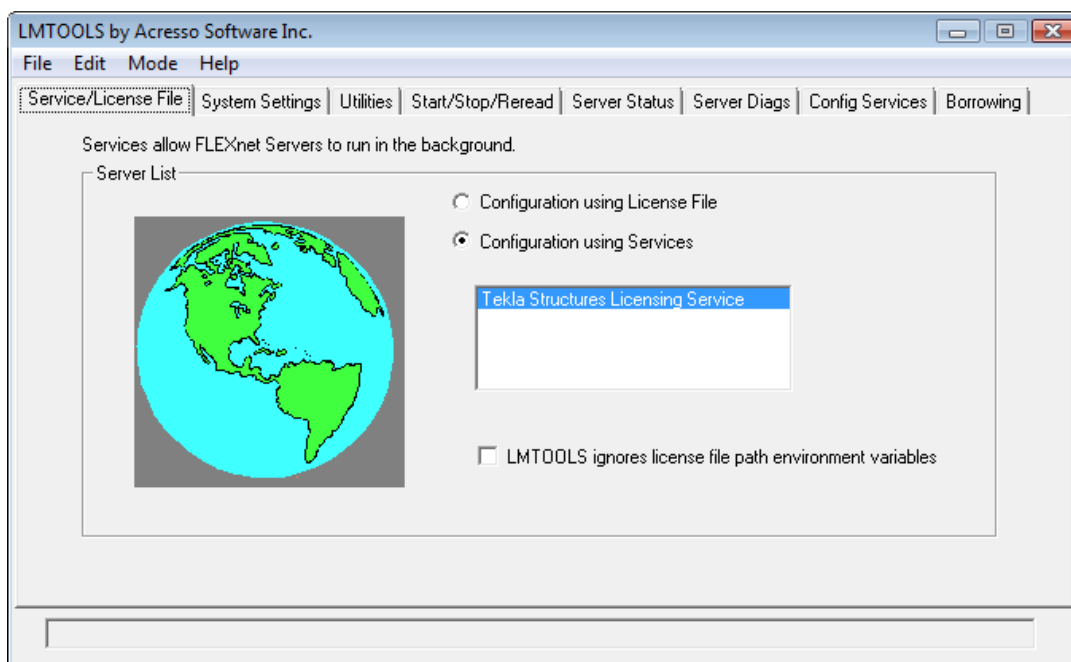 LMTOOLS by Acresso Software Inc.
File Edit Mode Help
Service/License File System Settings Utilities Start/Stop/Reread Server Status Server Diags Config Services Borrowing
Services allow FLEXnet Servers to run in the background.
Server List
Configuration using License File
Configuration using Services
Tekla Structures Licensing Service
LMTOOLS ignores license file path environment variables